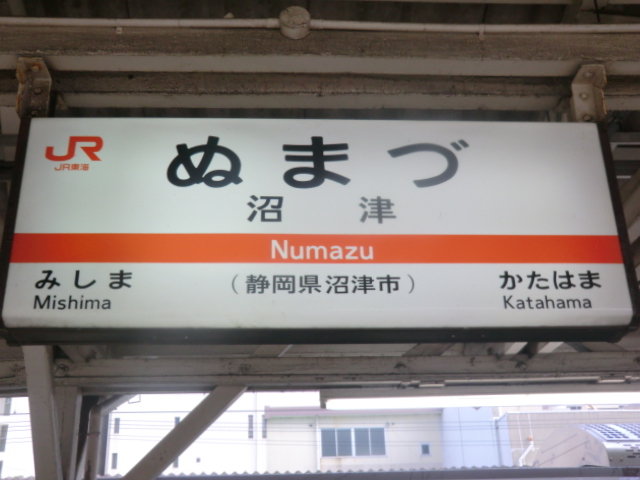 JR
JR東海
ぬまづ
沼津
Numazu
みしま
Mishima
(静岡県沼津市)
かたはま
Katahama